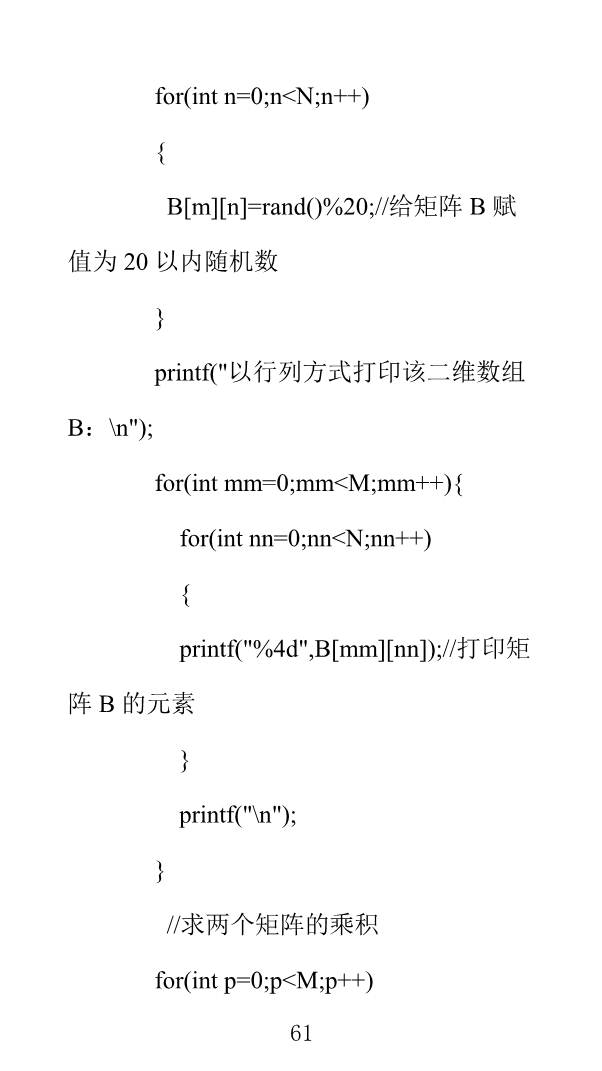 for(int n=0;n<N;n++)
{
B[m][n]=rand()%20;//给矩阵 B 赋
值为 20 以内随机数
}
printf("以行列方式打印该二维数组
B：\n");
for(int mm=0;mm<M;mm++){
for(int nn=0;nn<N;nn++)
{
printf("%4d",B[mm][nn]);//打印矩
阵 B 的元素
}
printf("\n");
}
//求两个矩阵的乘积
for(int p=0;p<M;p++)
61